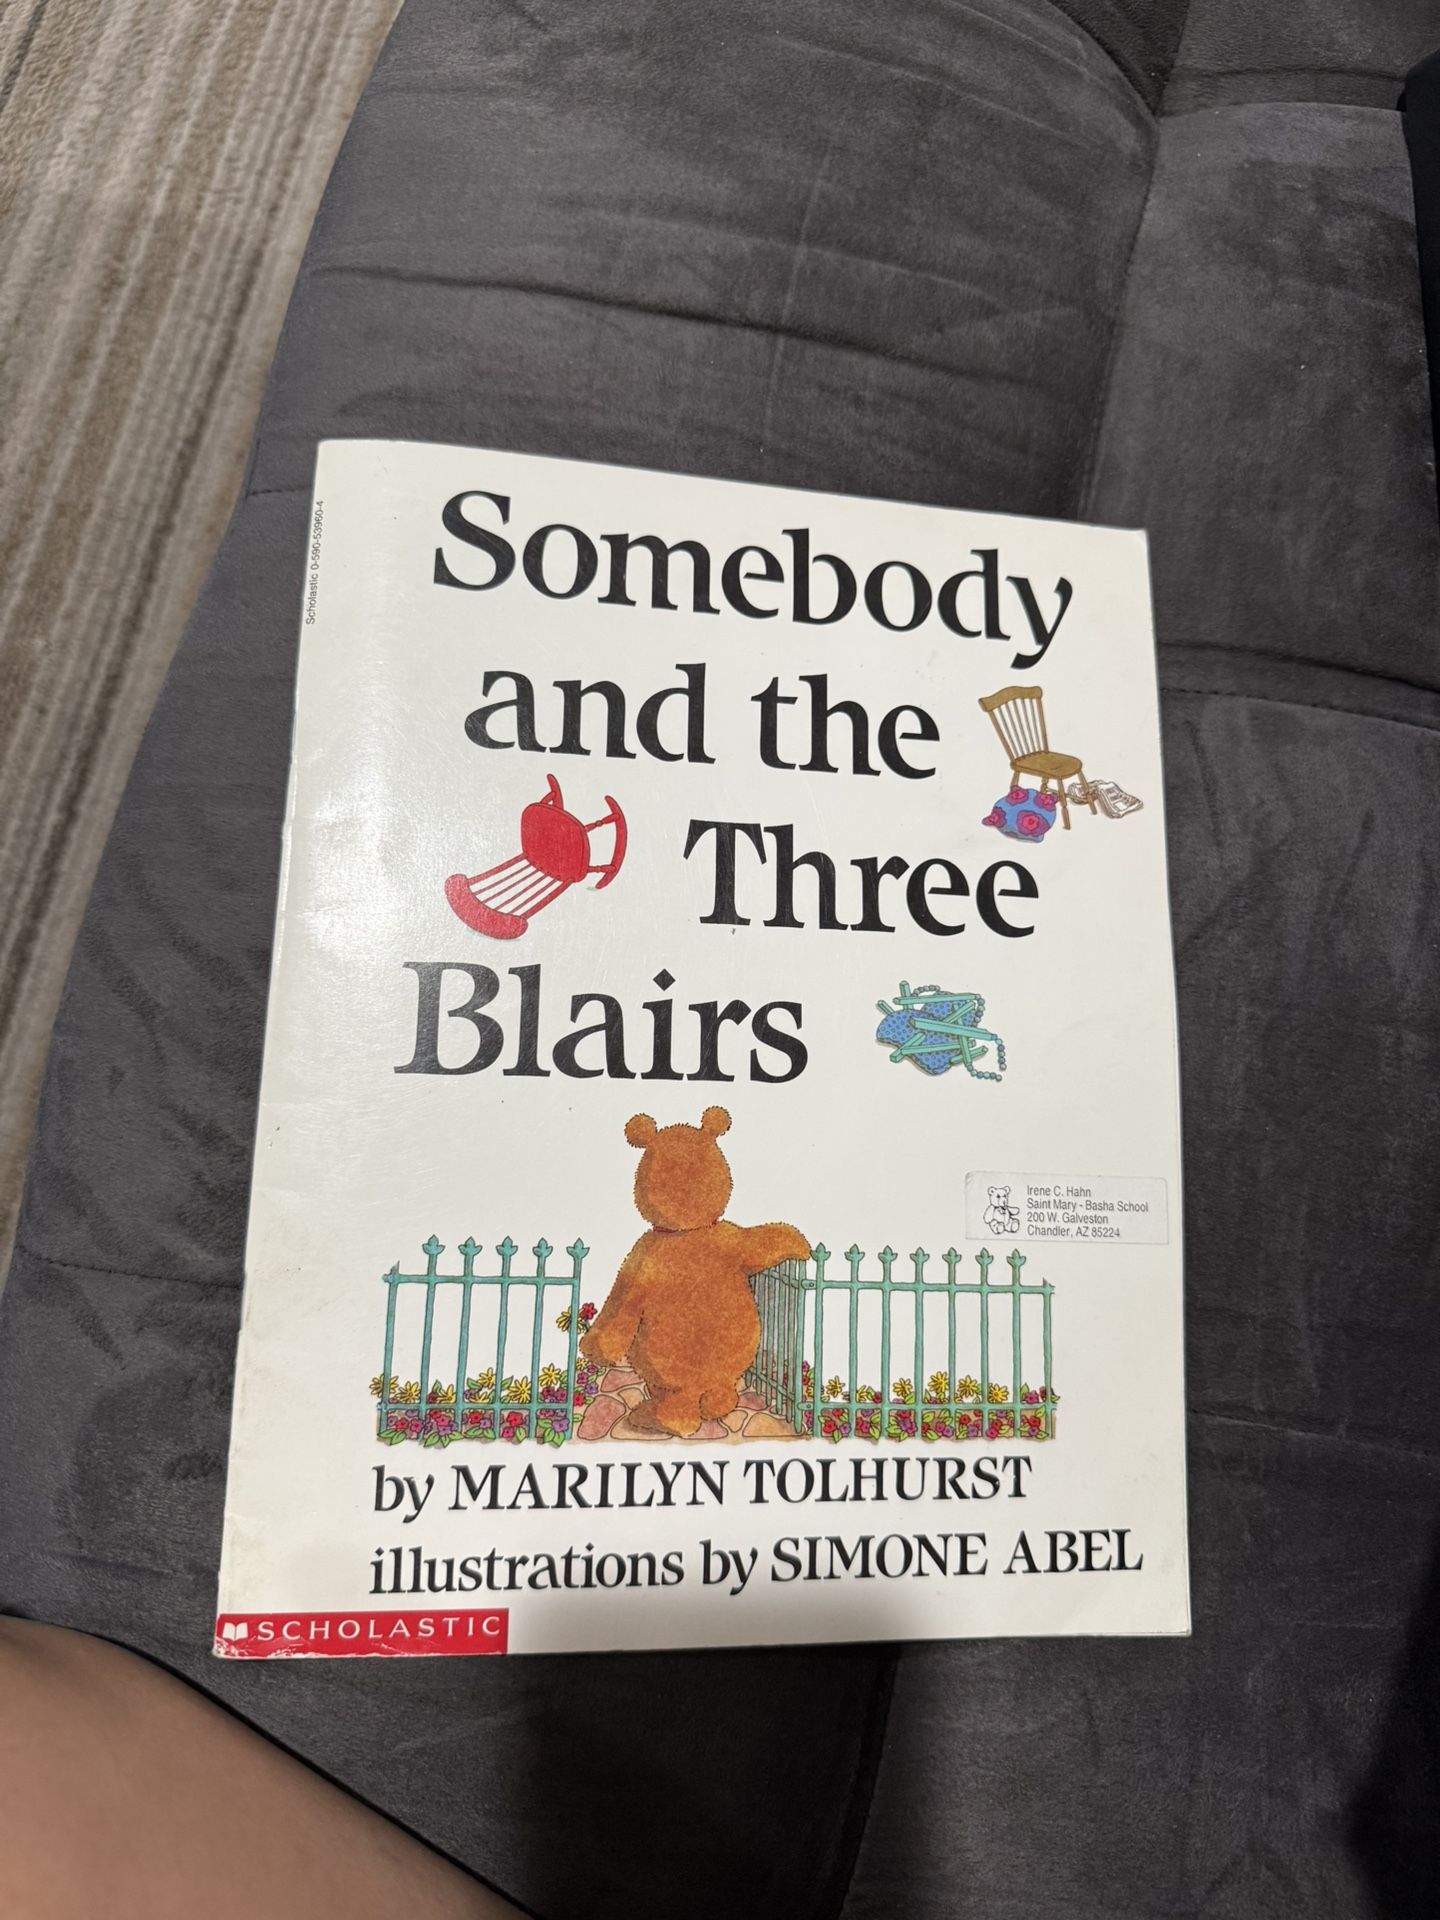 Scholastic 0-590-53960-4
Somebody
and the
Three
Blairs
Irene C. Hahn
Saint Mary - Basha School
200 W. Galveston
Chandler, AZ 85224
by MARILYN TOLHURST
illustrations by SIMONE ABEL
SCHOLASTIC